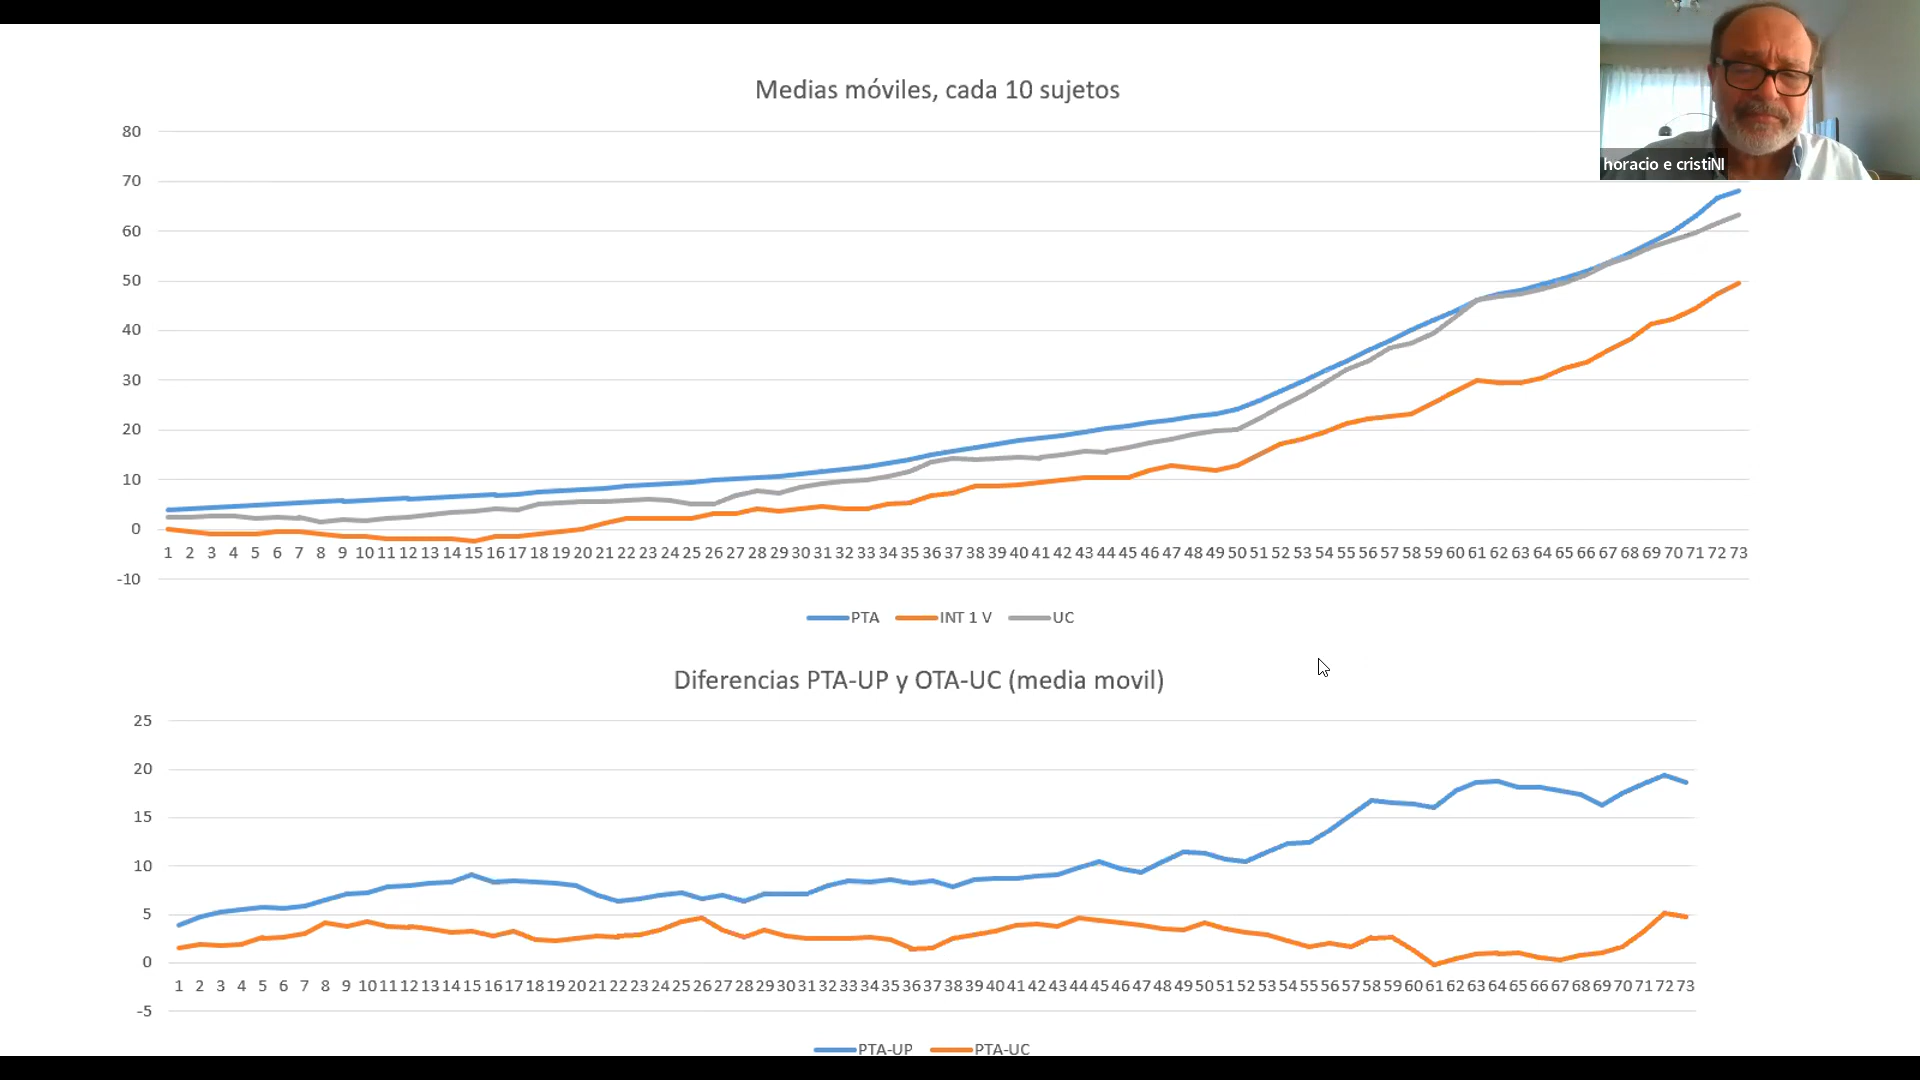 horacio e cristiNI
Medias móviles, cada 10 sujetos
80
70
60
50
40
30
20
10
0
-10
1 2 3 4 5 6 7 8 9 10 11 12 13 14 15 16 17 18 19 20 21 22 23 24 25 26 27 28 29 30 31 32 33 34 35 36 37 38 39 40 41 42 43 44 45 46 47 48 49 50 51 52 53 54 55 56 57 58 59 60 61 62 63 64 65 66 67 68 69 70 71 72 73
PTA INT 1 V UC
Diferencias PTA-UP y OTA-UC (media movil)
25
20
15
10
5
0
-5
1 2 3 4 5 6 7 8 9 10 11 12 13 14 15 16 17 18 19 20 21 22 23 24 25 26 27 28 29 30 31 32 33 34 35 36 37 38 39 40 41 42 43 44 45 46 47 48 49 50 51 52 53 54 55 56 57 58 59 60 61 62 63 64 65 66 67 68 69 70 71 72 73
PTA-UP PTA-UC